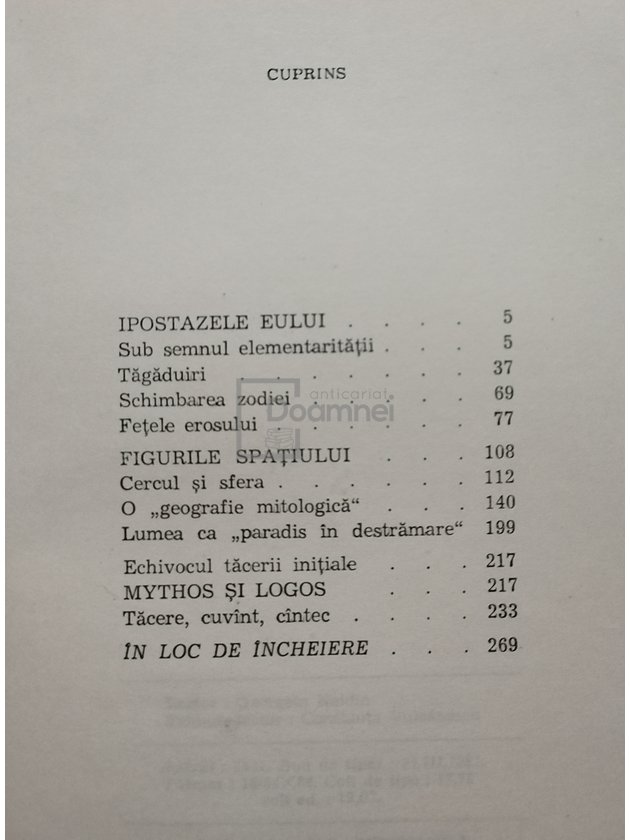 CUPRINS
IPOSTAZELE EULUI . . . . 5
Sub semnul elementarității . . . 5
Tăgăduiri . . . . . . . 37
Schimbarea zodiei . . . . . 69
anticariat
Doamnei
Fețele erosului . . . . . . 77
FIGURILE SPAȚIULUI . . . 108
Cercul și sfera . . . . . . 112
O „geografie mitologică“ . . . 140
Lumea ca „paradis în destrămare“ 199
Echivocul tăcerii inițiale . . . 217
MYTHOS ȘI LOGOS . . . 217
Tăcere, cuvînt, cîntec . . . . 233
ÎN LOC DE ÎNCHEIERE . . . 269